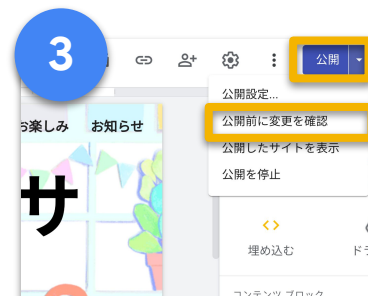 3
公開
公開設定...
お楽しみ お知らせ
公開前に変更を確認
公開したサイトを表示
公開を停止
サ
埋め込む
コンテンツ ブロック